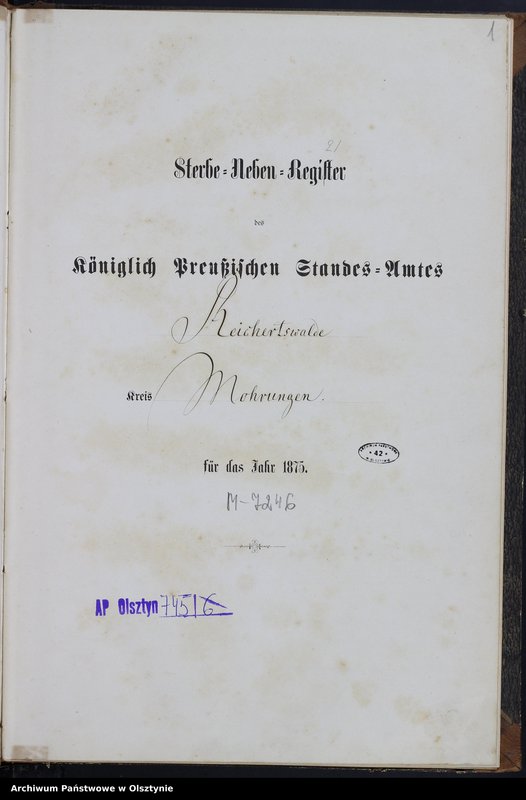 1
21
Sterbe=Neben=Register
des
Königlich Preußischen Standes=Amtes
Reichertswalde
Kreis Mohrungen.
für das Jahr 1875.
42
M-7246
AP Olsztyn 745/6
Archiwum Państwowe w Olsztynie